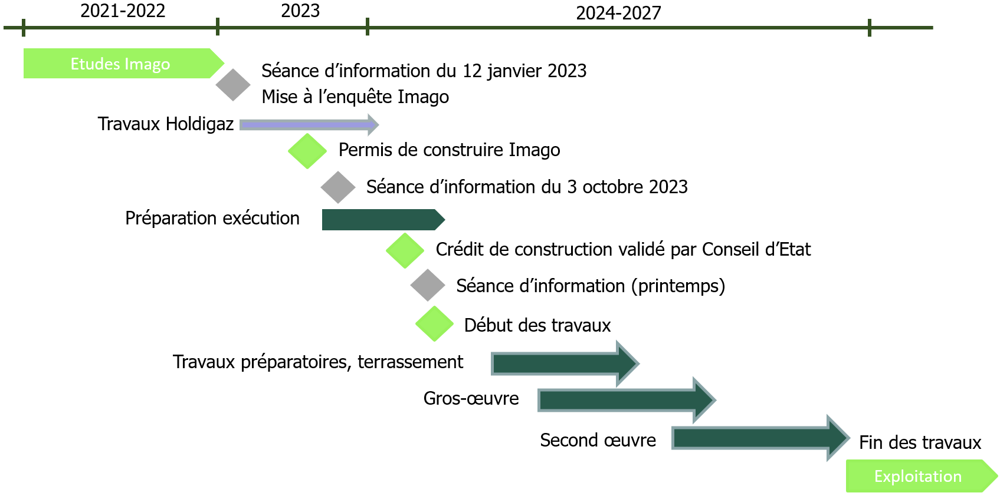 2021-2022
2023
2024-2027
Etudes Imago
Séance d’information du 12 janvier 2023
Mise à l’enquête Imago
Travaux Holdigaz
Permis de construire Imago
Séance d’information du 3 octobre 2023
Préparation exécution
Crédit de construction validé par Conseil d’Etat
Séance d’information (printemps)
Début des travaux
Travaux préparatoires, terrassement
Gros-œuvre
Second œuvre
Fin des travaux
Exploitation